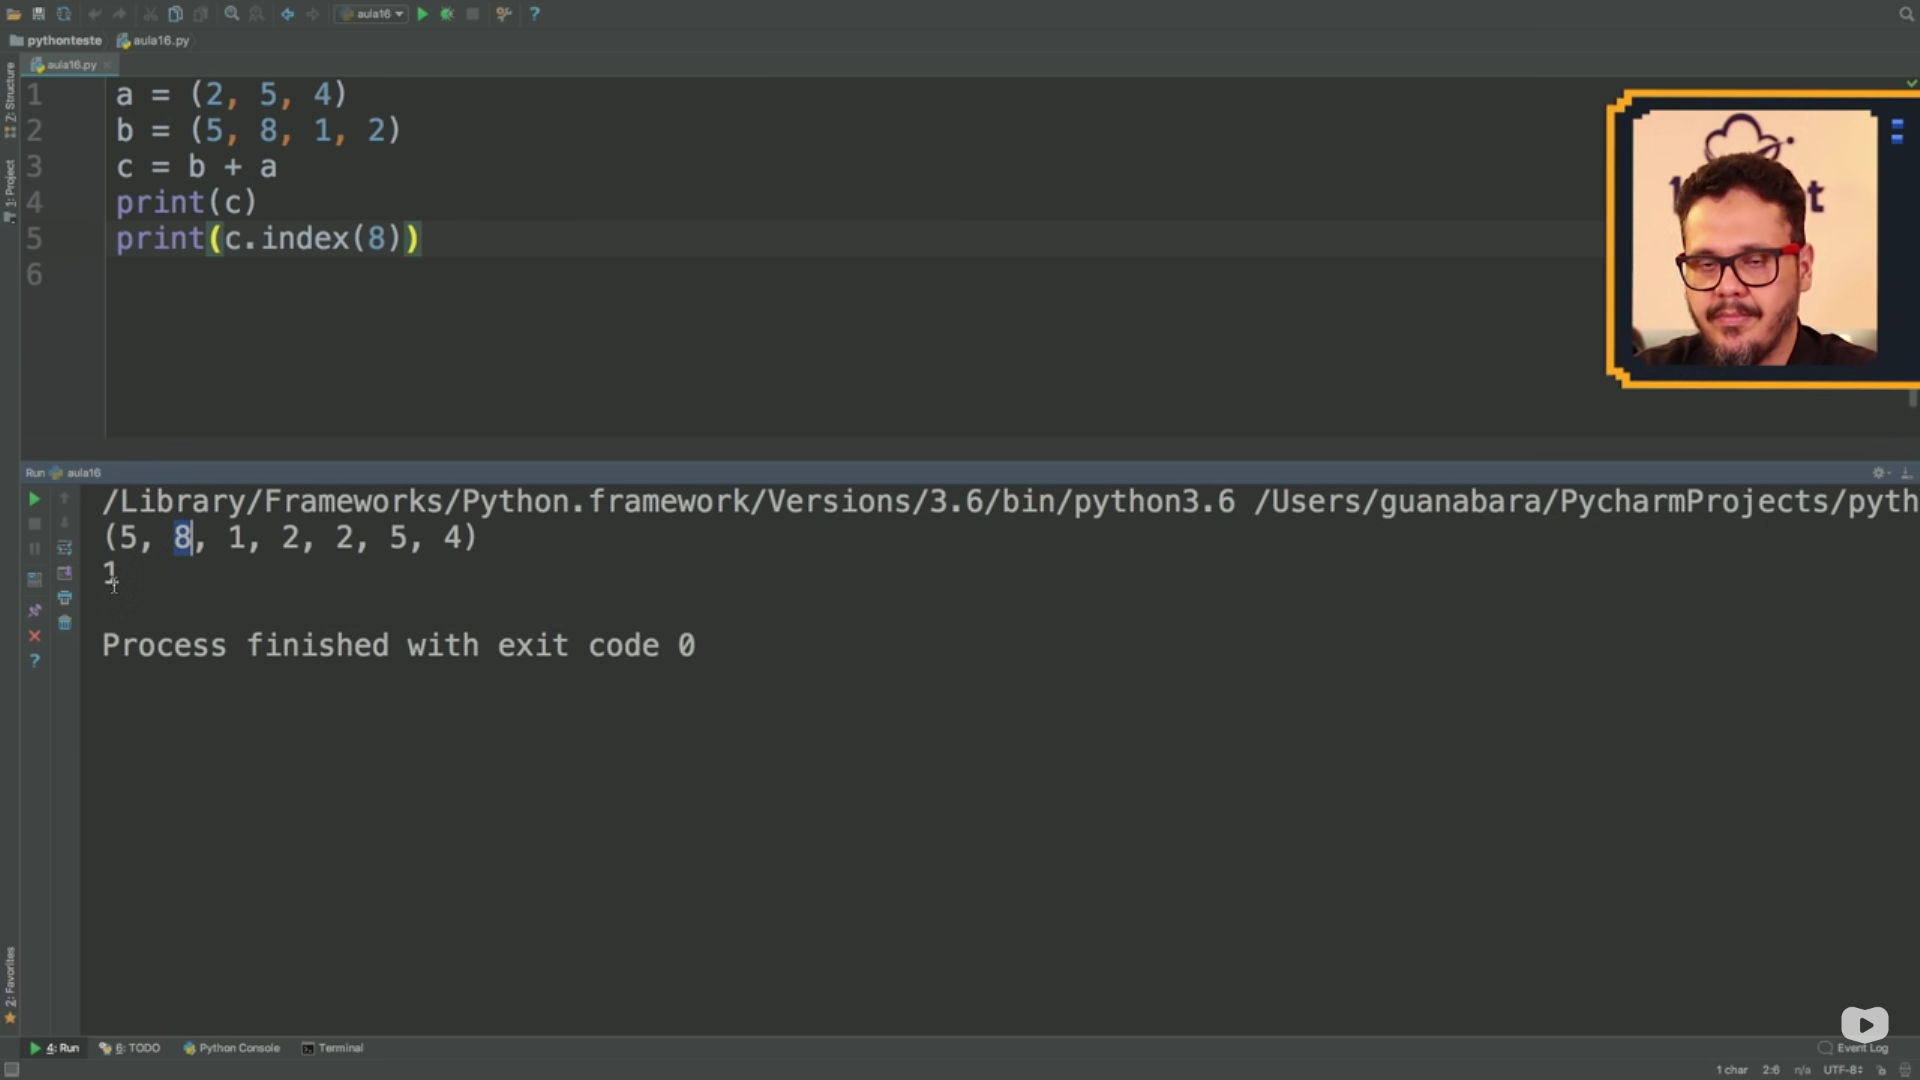 aula16
pythonteste
aula16.py
aula16.py
Z: Structure
1: Project
2: Favorites
1 a = (2, 5, 4)
2 b = (5, 8, 1, 2)
3 c = b + a
4 print(c)
5 print(c.index(8))
6
Run aula16
/Library/Frameworks/Python.framework/Versions/3.6/bin/python3.6 /Users/guanabara/PycharmProjects/pyth
(5, 8, 1, 2, 2, 5, 4)
1
Process finished with exit code 0
4: Run 6: TODO Python Console Terminal
Event Log
1 char 2:6 n/a UTF-8